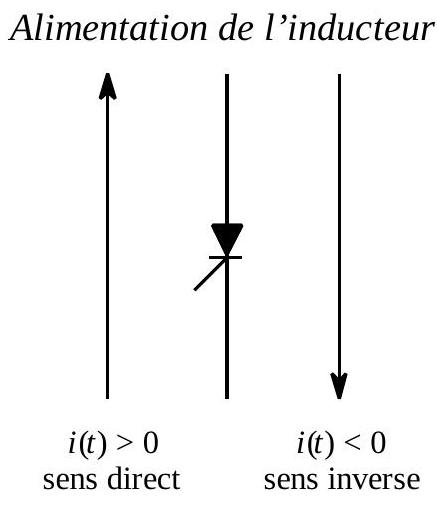 Alimentation de l’inducteur
i(t) > 0
sens direct
i(t) < 0
sens inverse